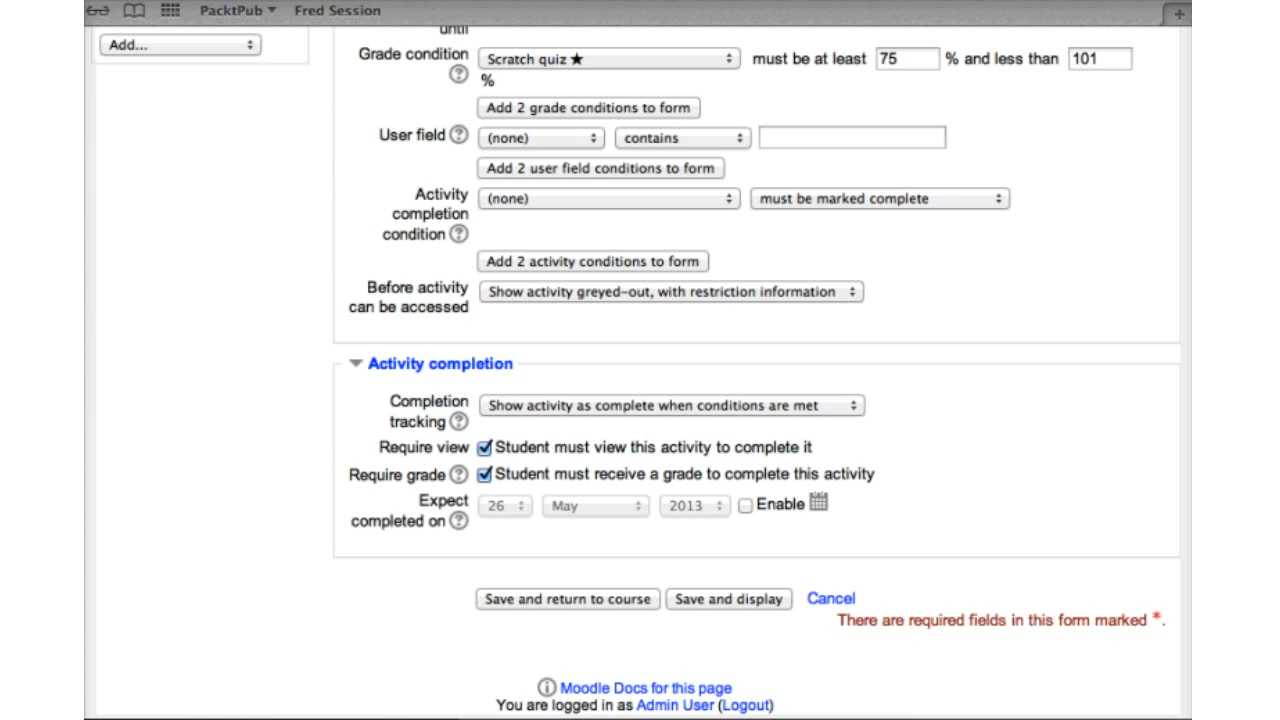 PacktPub ▾ Fred Session
+
Add...
until
Grade condition Scratch quiz ★ must be at least 75 % and less than 101
%
Add 2 grade conditions to form
User field (none) contains
Add 2 user field conditions to form
Activity completion condition (none) must be marked complete
Add 2 activity conditions to form
Before activity can be accessed Show activity greyed-out, with restriction information
Activity completion
Completion tracking Show activity as complete when conditions are met
Require view Student must view this activity to complete it
Require grade Student must receive a grade to complete this activity
Expect completed on 26 May 2013 Enable
Save and return to course Save and display Cancel
There are required fields in this form marked *.
Moodle Docs for this page
You are logged in as Admin User (Logout)